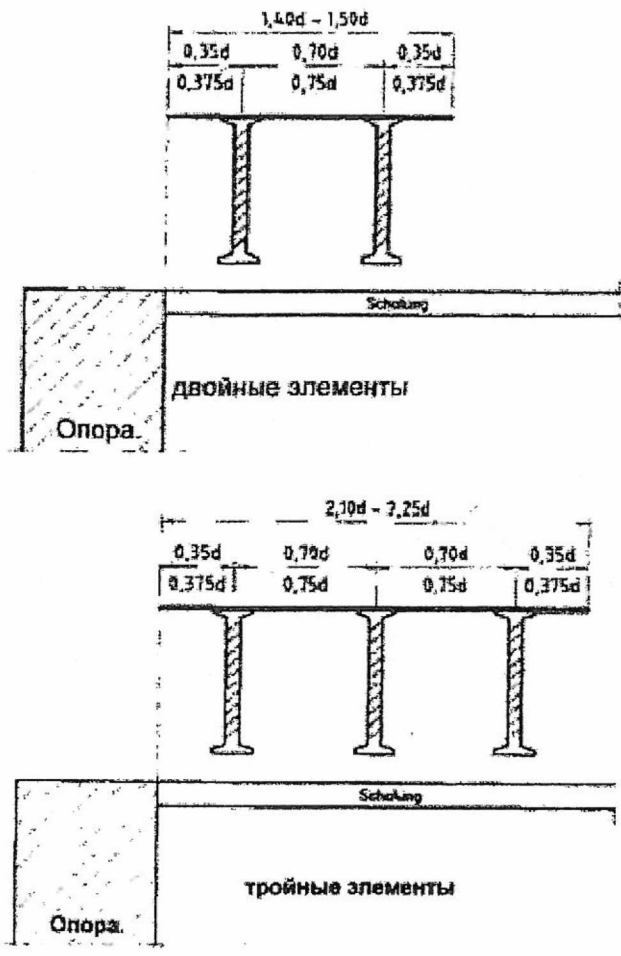 1,40d – 1,50d
0,35d 0,70d 0,35d
0,375d 0,75d 0,375d
Schalung
двойные элементы
Опора.
2,10d – 2,25d
0,35d 0,70d 0,70d 0,35d
0,375d 0,75d 0,75d 0,375d
Schalung
тройные элементы
Опора.